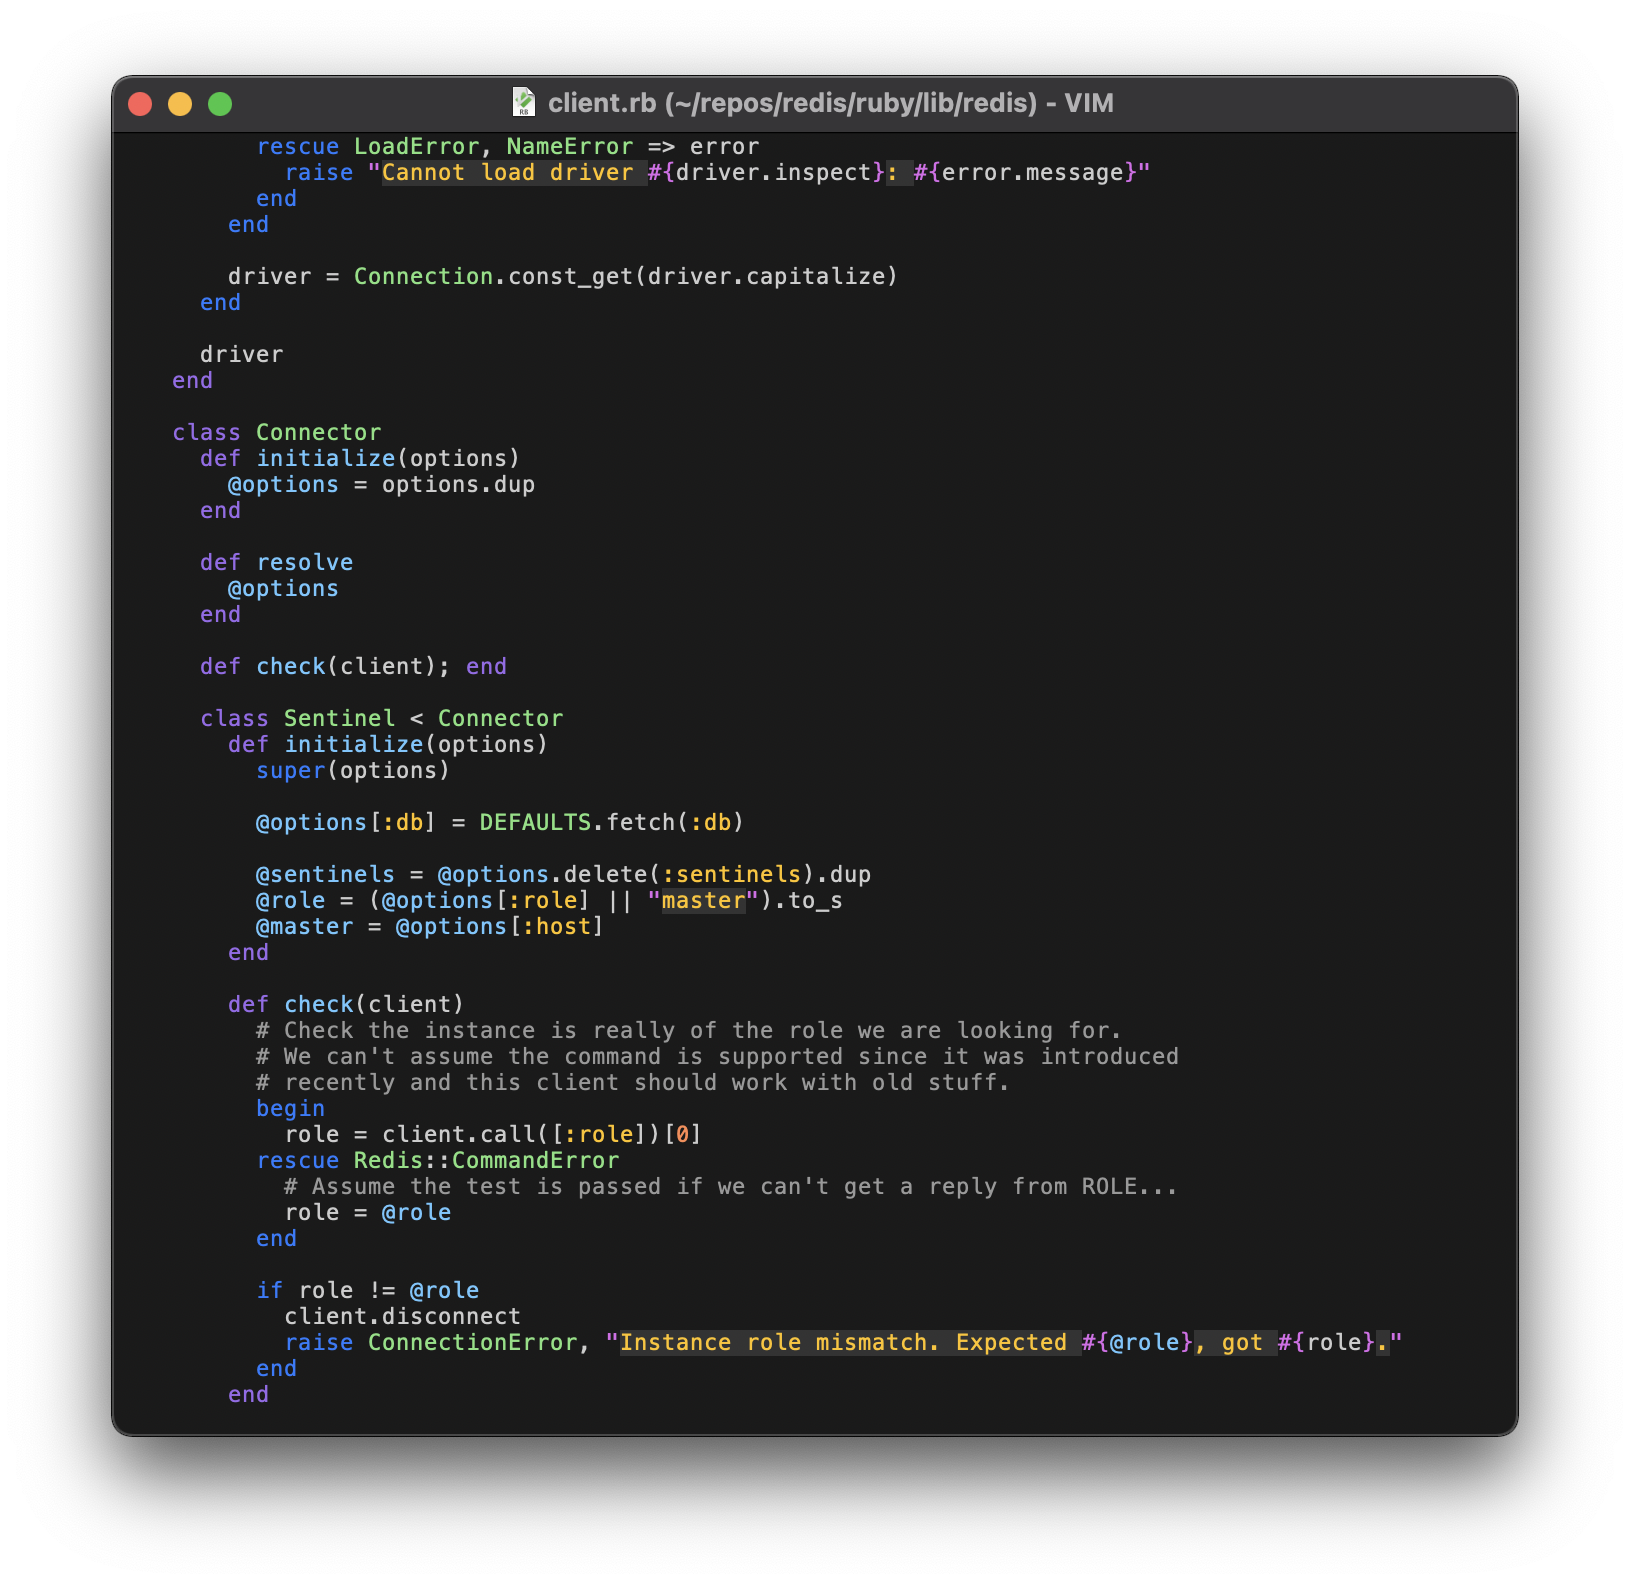 client.rb (~/repos/redis/ruby/lib/redis) - VIM
      rescue LoadError, NameError => error
        raise "Cannot load driver #{driver.inspect}: #{error.message}"
      end
    end

    driver = Connection.const_get(driver.capitalize)
  end

  driver
end

class Connector
  def initialize(options)
    @options = options.dup
  end

  def resolve
    @options
  end

  def check(client); end

  class Sentinel < Connector
    def initialize(options)
      super(options)

      @options[:db] = DEFAULTS.fetch(:db)

      @sentinels = @options.delete(:sentinels).dup
      @role = (@options[:role] || "master").to_s
      @master = @options[:host]
    end

    def check(client)
      # Check the instance is really of the role we are looking for.
      # We can't assume the command is supported since it was introduced
      # recently and this client should work with old stuff.
      begin
        role = client.call([:role])[0]
      rescue Redis::CommandError
        # Assume the test is passed if we can't get a reply from ROLE...
        role = @role
      end

      if role != @role
        client.disconnect
        raise ConnectionError, "Instance role mismatch. Expected #{@role}, got #{role}."
      end
    end